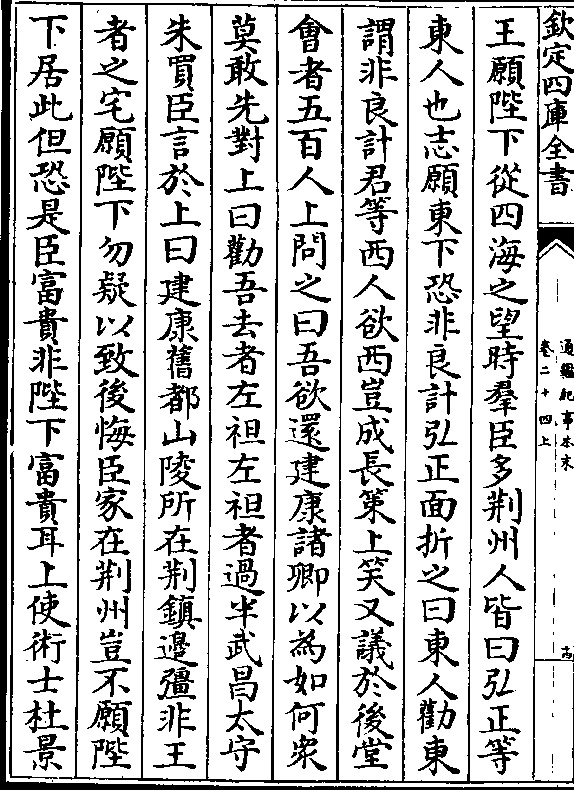 欽定四庫全書
通鑑紀事本末
卷二十四上
王願陛下從四海之望時羣臣多荆州人皆曰弘正等
東人也志願東下恐非良計弘正面折之曰東人勸東
謂非良計君等西人欲西豈成長策上笑又議於後堂
會者五百人上問之曰吾欲還建康諸卿以為如何衆
莫敢先對上曰勸吾去者左袒左袒者過半武昌太守
朱買臣言於上曰建康舊都山陵所在荆鎮邊彊非王
者之宅願陛下勿疑以致後悔臣家在荆州豈不願陛
下居此但恐是臣富貴非陛下富貴耳上使術士杜景